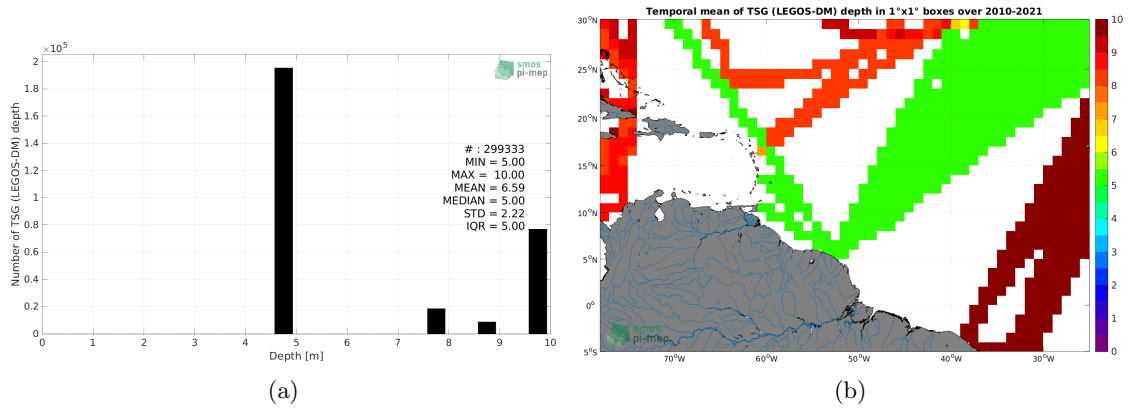 ×10⁵
2
1.8
1.6
1.4
1.2
1
0.8
0.6
0.4
0.2
0
Number of TSG (LEGOS-DM) depth
smos
pi-mep
# : 299333
MIN = 5.00
MAX = 10.00
MEAN = 6.59
MEDIAN = 5.00
STD = 2.22
IQR = 5.00
0 1 2 3 4 5 6 7 8 9 10
Depth [m]
(a)
Temporal mean of TSG (LEGOS-DM) depth in 1°x1° boxes over 2010-2021
30°N
25°N
20°N
15°N
10°N
5°N
0°
5°S
70°W 60°W 50°W 40°W 30°W
smos
pi-mep
10
9
8
7
6
5
4
3
2
1
0
(b)